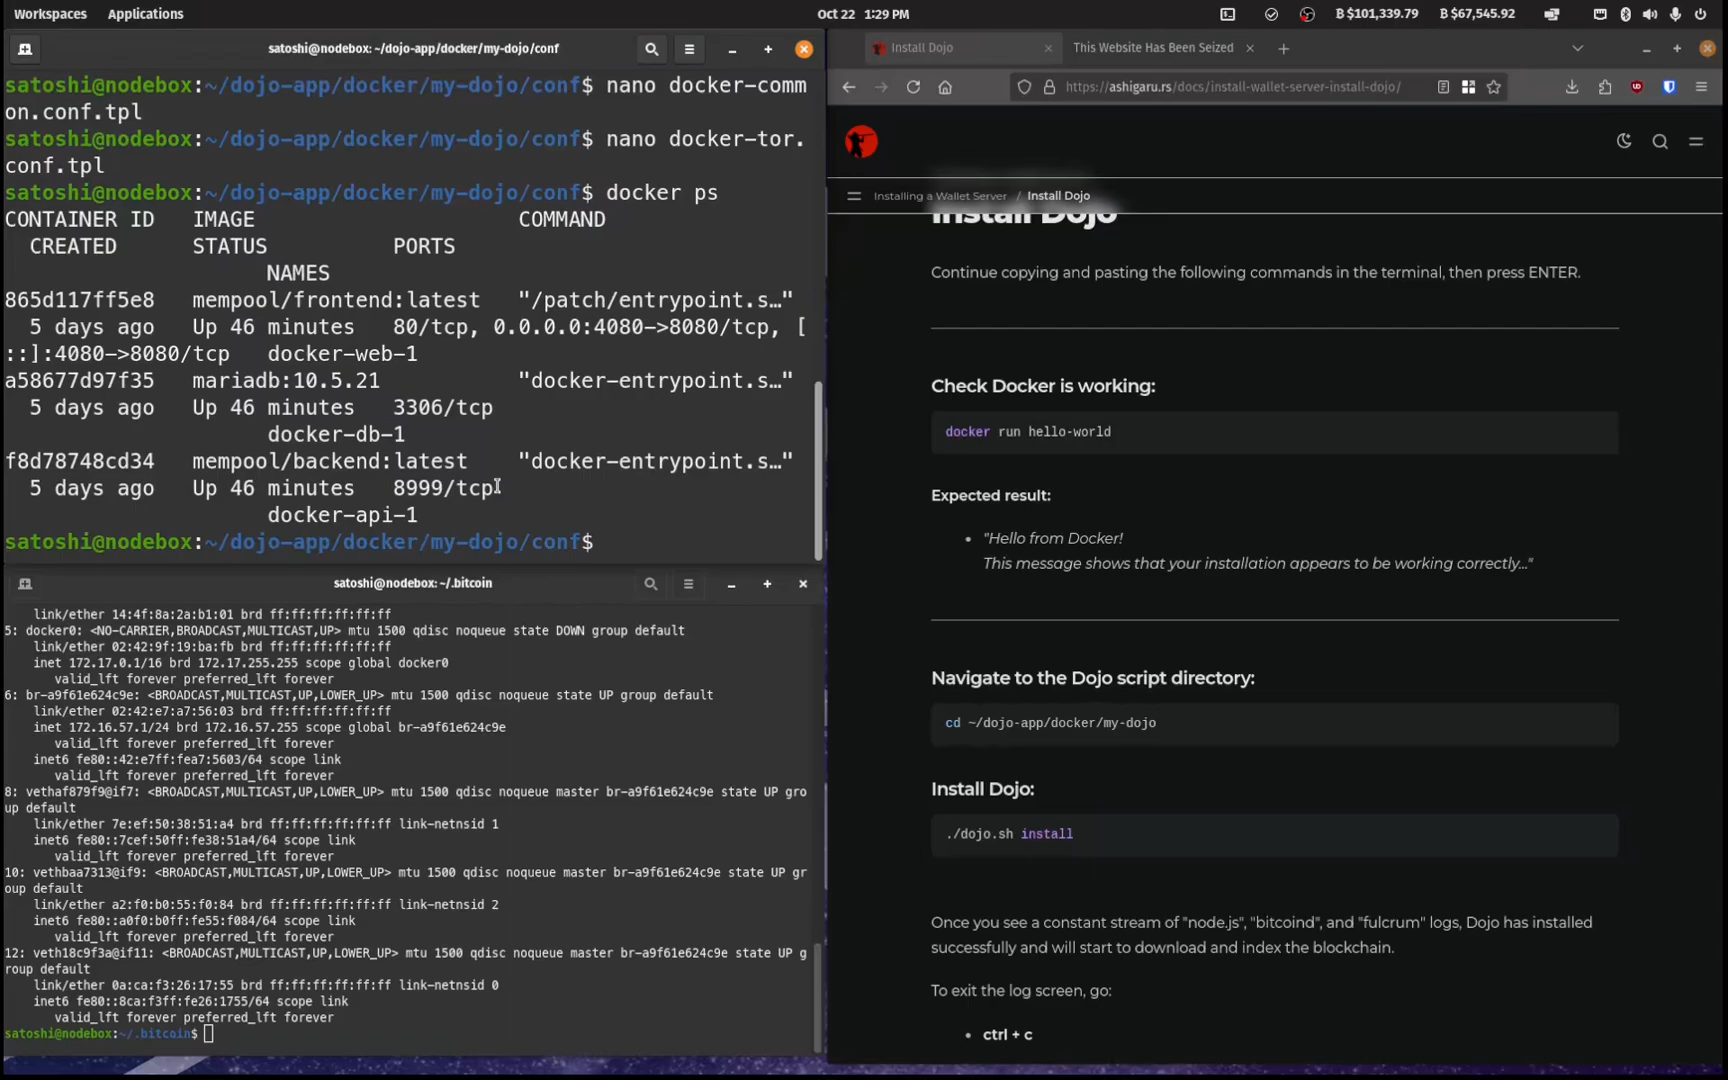 Workspaces Applications Oct 22 1:29 PM ₿ $101,339.79 ₿ $67,545.92
satoshi@nodebox: ~/dojo-app/docker/my-dojo/conf
satoshi@nodebox:~/dojo-app/docker/my-dojo/conf$ nano docker-comm
on.conf.tpl
satoshi@nodebox:~/dojo-app/docker/my-dojo/conf$ nano docker-tor.
conf.tpl
satoshi@nodebox:~/dojo-app/docker/my-dojo/conf$ docker ps
CONTAINER ID IMAGE COMMAND
CREATED STATUS PORTS
NAMES
865d117ff5e8 mempool/frontend:latest "/patch/entrypoint.s…"
5 days ago Up 46 minutes 80/tcp, 0.0.0.0:4080->8080/tcp, [
::]:4080->8080/tcp docker-web-1
a58677d97f35 mariadb:10.5.21 "docker-entrypoint.s…"
5 days ago Up 46 minutes 3306/tcp
docker-db-1
f8d78748cd34 mempool/backend:latest "docker-entrypoint.s…"
5 days ago Up 46 minutes 8999/tcp
docker-api-1
satoshi@nodebox:~/dojo-app/docker/my-dojo/conf$
satoshi@nodebox: ~/.bitcoin
link/ether 14:4f:8a:2a:b1:01 brd ff:ff:ff:ff:ff:ff
5: docker0: <NO-CARRIER,BROADCAST,MULTICAST,UP> mtu 1500 qdisc noqueue state DOWN group default
link/ether 02:42:9f:19:ba:fb brd ff:ff:ff:ff:ff:ff
inet 172.17.0.1/16 brd 172.17.255.255 scope global docker0
valid_lft forever preferred_lft forever
6: br-a9f61e624c9e: <BROADCAST,MULTICAST,UP,LOWER_UP> mtu 1500 qdisc noqueue state UP group default
link/ether 02:42:e7:a7:56:03 brd ff:ff:ff:ff:ff:ff
inet 172.16.57.1/24 brd 172.16.57.255 scope global br-a9f61e624c9e
valid_lft forever preferred_lft forever
inet6 fe80::42:e7ff:fea7:5603/64 scope link
valid_lft forever preferred_lft forever
8: vethaf879f9@if7: <BROADCAST,MULTICAST,UP,LOWER_UP> mtu 1500 qdisc noqueue master br-a9f61e624c9e state UP gro
up default
link/ether 7e:ef:50:38:51:a4 brd ff:ff:ff:ff:ff:ff link-netnsid 1
inet6 fe80::7cef:50ff:fe38:51a4/64 scope link
valid_lft forever preferred_lft forever
10: vethbaa7313@if9: <BROADCAST,MULTICAST,UP,LOWER_UP> mtu 1500 qdisc noqueue master br-a9f61e624c9e state UP gr
oup default
link/ether a2:f0:b0:55:f0:84 brd ff:ff:ff:ff:ff:ff link-netnsid 2
inet6 fe80::a0f0:b0ff:fe55:f084/64 scope link
valid_lft forever preferred_lft forever
12: veth18c9f3a@if11: <BROADCAST,MULTICAST,UP,LOWER_UP> mtu 1500 qdisc noqueue master br-a9f61e624c9e state UP g
roup default
link/ether 0a:ca:f3:26:17:55 brd ff:ff:ff:ff:ff:ff link-netnsid 0
inet6 fe80::8ca:f3ff:fe26:1755/64 scope link
valid_lft forever preferred_lft forever
satoshi@nodebox:~/.bitcoin$
Install Dojo This Website Has Been Seized
https://ashigaru.rs/docs/install-wallet-server-install-dojo/
Installing a Wallet Server / Install Dojo
Install Dojo
Continue copying and pasting the following commands in the terminal, then press ENTER.
Check Docker is working:
docker run hello-world
Expected result:
• "Hello from Docker!
This message shows that your installation appears to be working correctly..."
Navigate to the Dojo script directory:
cd ~/dojo-app/docker/my-dojo
Install Dojo:
./dojo.sh install
Once you see a constant stream of "node.js", "bitcoind", and "fulcrum" logs, Dojo has installed
successfully and will start to download and index the blockchain.
To exit the log screen, go:
• ctrl + c